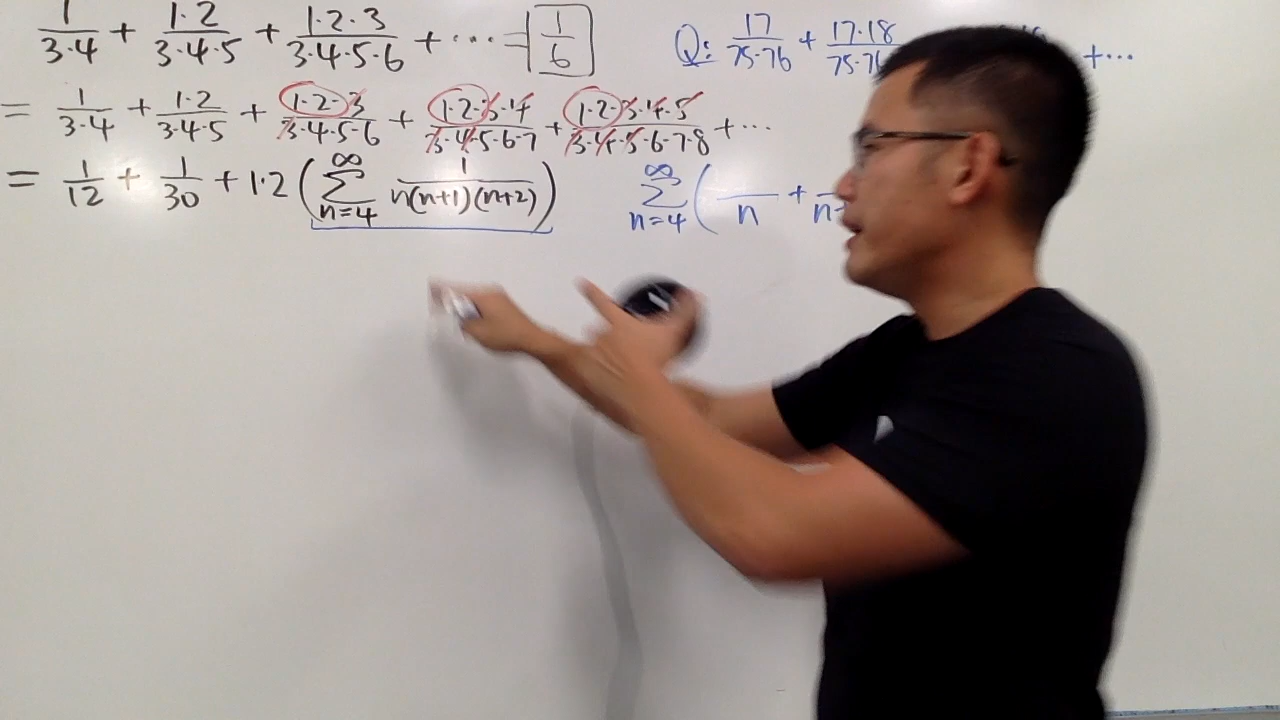 1/(3·4) + 1·2/(3·4·5) + 1·2·3/(3·4·5·6) + ··· = 1/6
Q: 17/(75·76) + 17·18/(75·76 + ···
= 1/(3·4) + 1·2/(3·4·5) + 1·2·3/(3·4·5·6) + 1·2·3·4/(3·4·5·6·7) + 1·2·3·4·5/(3·4·5·6·7·8) + ···
= 1/12 + 1/30 + 1·2 (∞ Σ n=4 1/(n(n+1)(n+2)))
∞ Σ n=4 ( /n + /n+